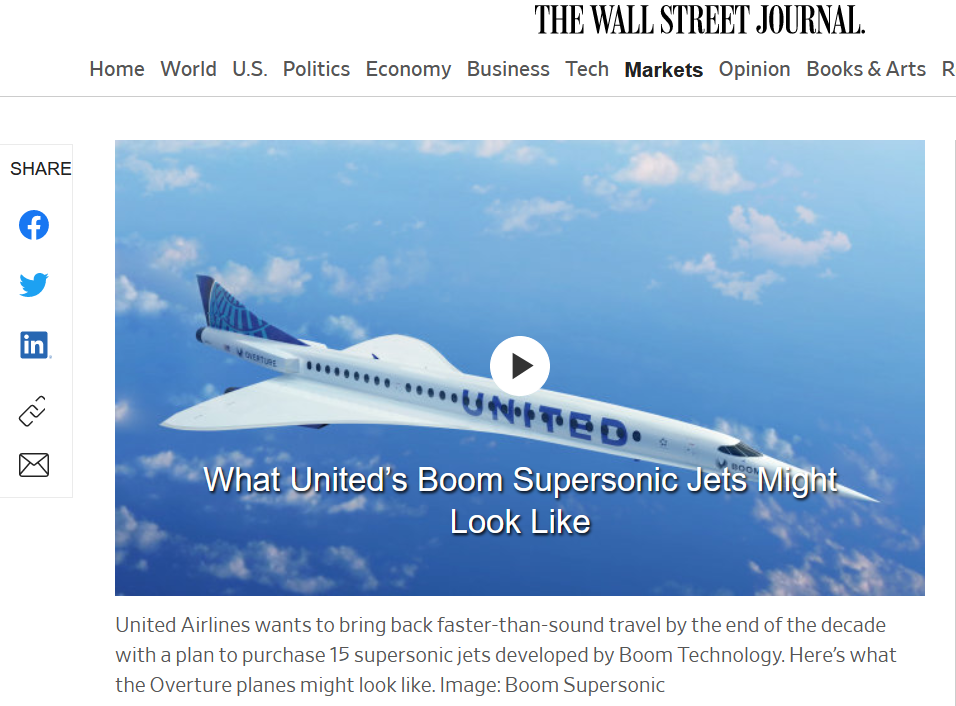 THE WALL STREET JOURNAL.
Home World U.S. Politics Economy Business Tech Markets Opinion Books & Arts R
SHARE
OVERTURE
UNITED
BOOM
What United’s Boom Supersonic Jets Might
Look Like
in
United Airlines wants to bring back faster-than-sound travel by the end of the decade
with a plan to purchase 15 supersonic jets developed by Boom Technology. Here’s what
the Overture planes might look like. Image: Boom Supersonic